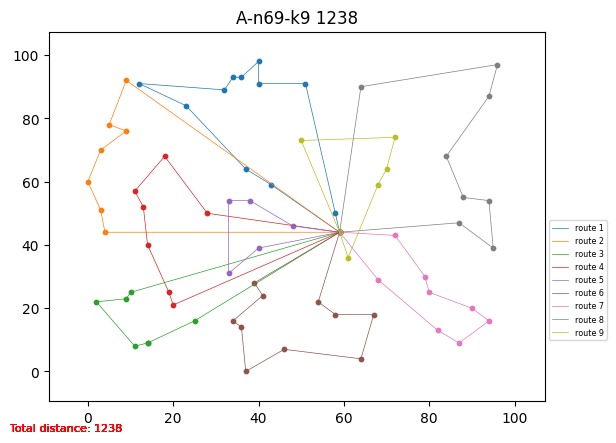 A-n69-k9 1238
100
80
60
40
20
0
0
20
40
60
80
100
route 1
route 2
route 3
route 4
route 5
route 6
route 7
route 8
route 9
Total distance: 1238